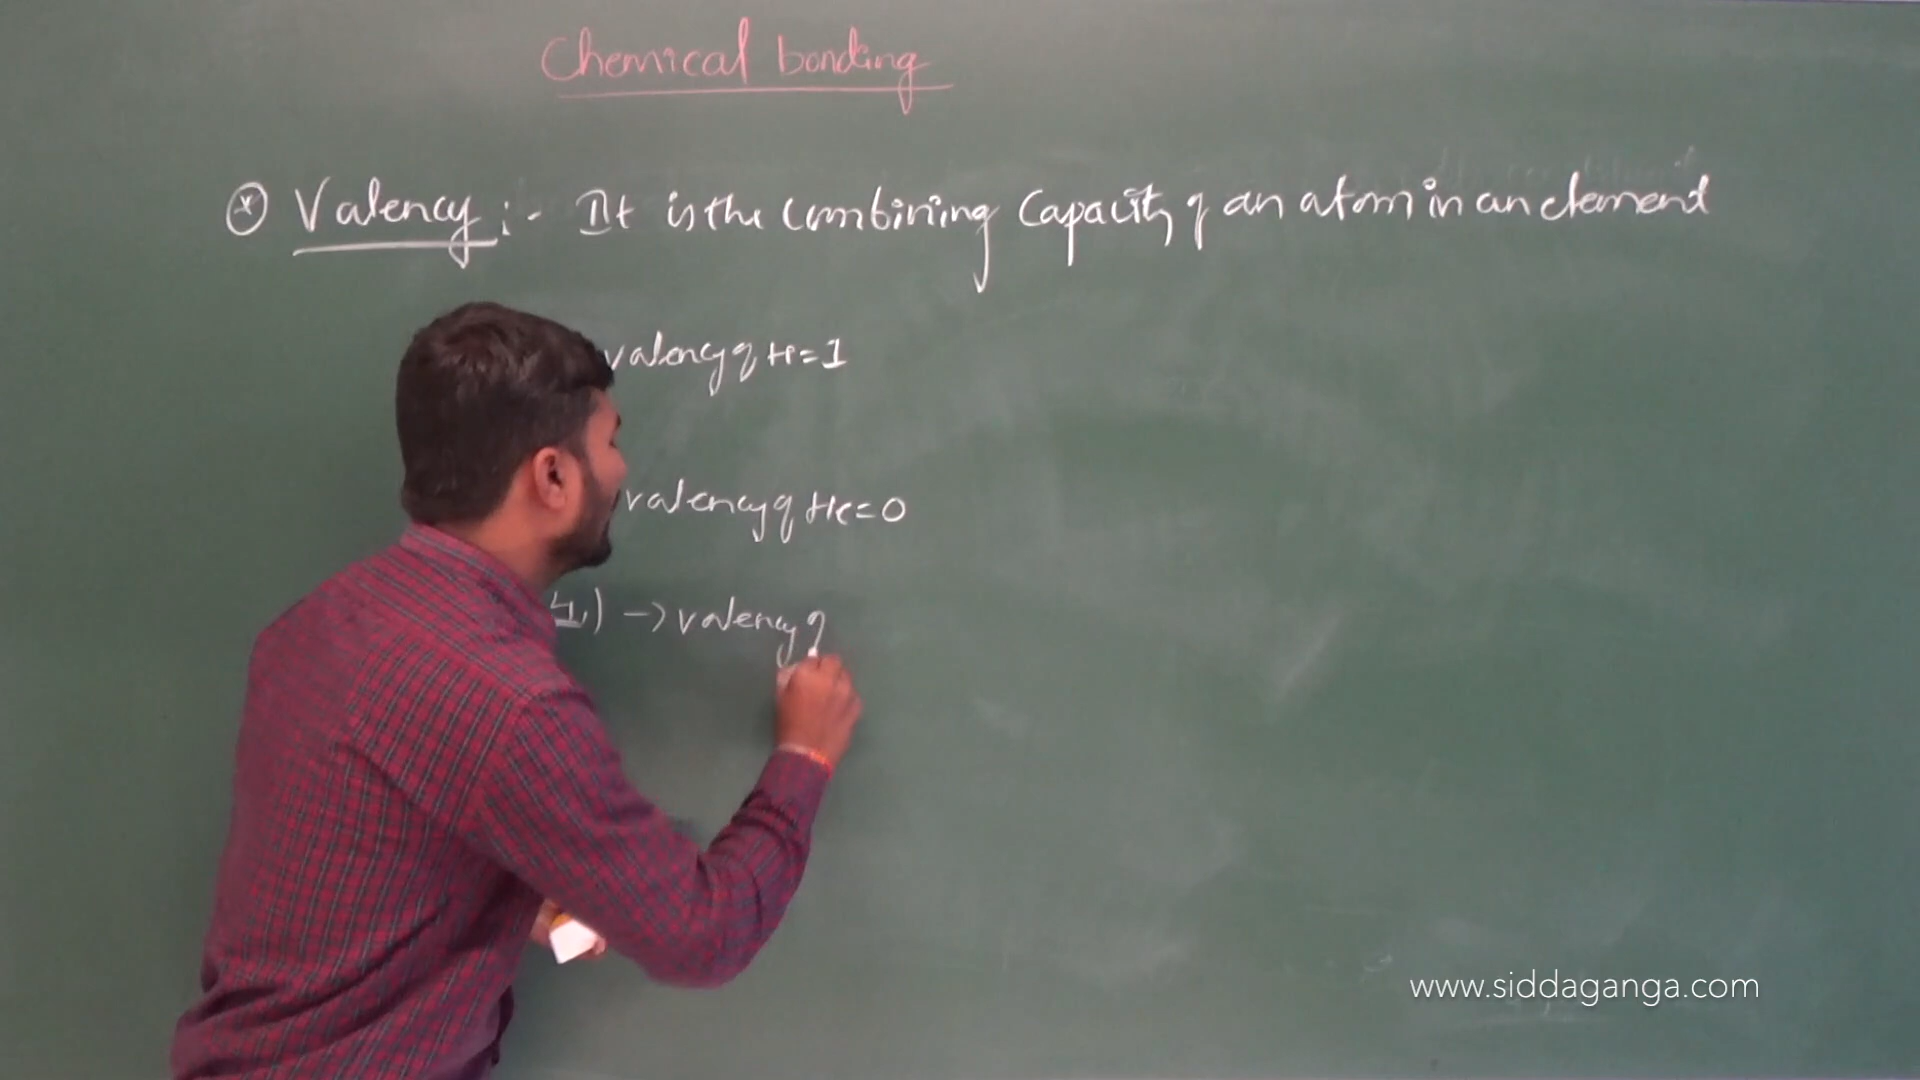 Chemical bonding
Valency :- It is the Combining Capacity of an atom in an element
valency of H = 1
valency of He = 0
1) -> valency of
www.siddaganga.com